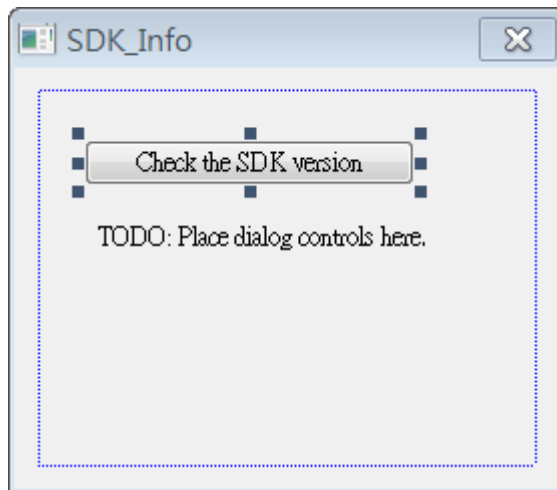 SDK_Info
Check the SDK version
TODO: Place dialog controls here.